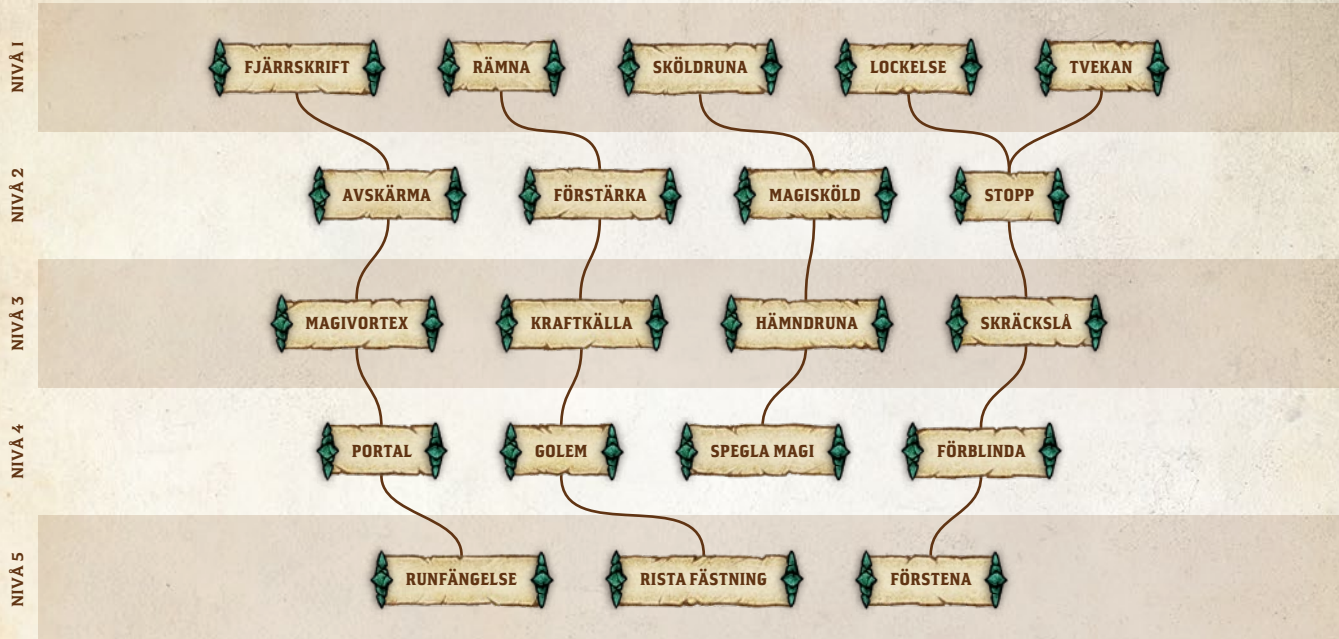 NIVÅ 1
FJÄRRSKRIFT
RÄMNA
SKÖLDRUNA
LOCKELSE
TVEKAN
NIVÅ 2
AVSKÄRMA
FÖRSTÄRKA
MAGISKÖLD
STOPP
NIVÅ 3
MAGIVORTEX
KRAFTKÄLLA
HÄMNDRUNA
SKRÄCKSLÅ
NIVÅ 4
PORTAL
GOLEM
SPEGLA MAGI
FÖRBLINDA
NIVÅ 5
RUNFÄNGELSE
RISTA FÄSTNING
FÖRSTENA